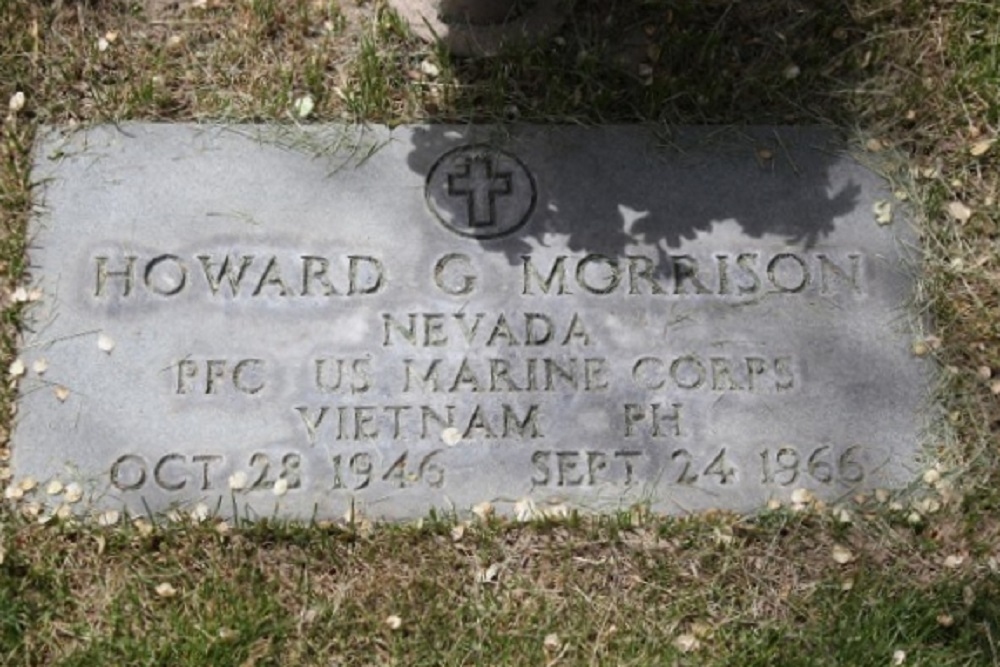 HOWARD G MORRISON
NEVADA
PFC US MARINE CORPS
VIETNAM PH
OCT 28 1946 SEPT 24 1966